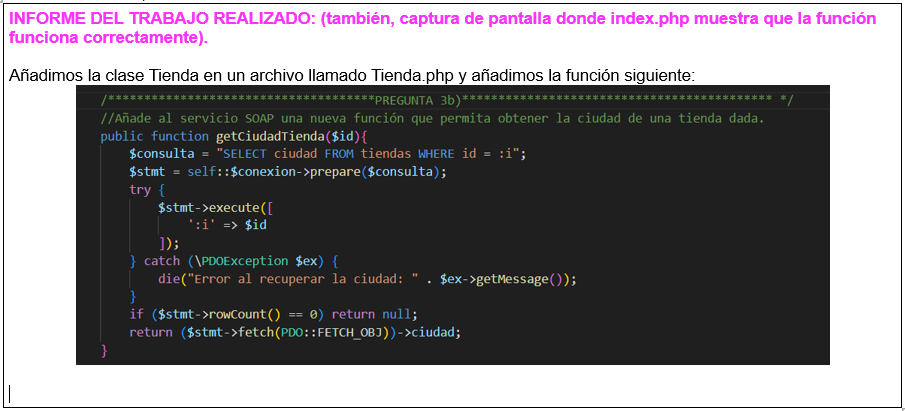 INFORME DEL TRABAJO REALIZADO: (también, captura de pantalla donde index.php muestra que la función
funciona correctamente).
Añadimos la clase Tienda en un archivo llamado Tienda.php y añadimos la función siguiente:
/*************************************PREGUNTA 3b)******************************************* */
//Añade al servicio SOAP una nueva función que permita obtener la ciudad de una tienda dada.
public function getCiudadTienda($id){
$consulta = "SELECT ciudad FROM tiendas WHERE id = :i";
$stmt = self::$conexion->prepare($consulta);
try {
$stmt->execute([
':i' => $id
]);
} catch (\PDOException $ex) {
die("Error al recuperar la ciudad: " . $ex->getMessage());
}
if ($stmt->rowCount() == 0) return null;
return ($stmt->fetch(PDO::FETCH_OBJ))->ciudad;
}